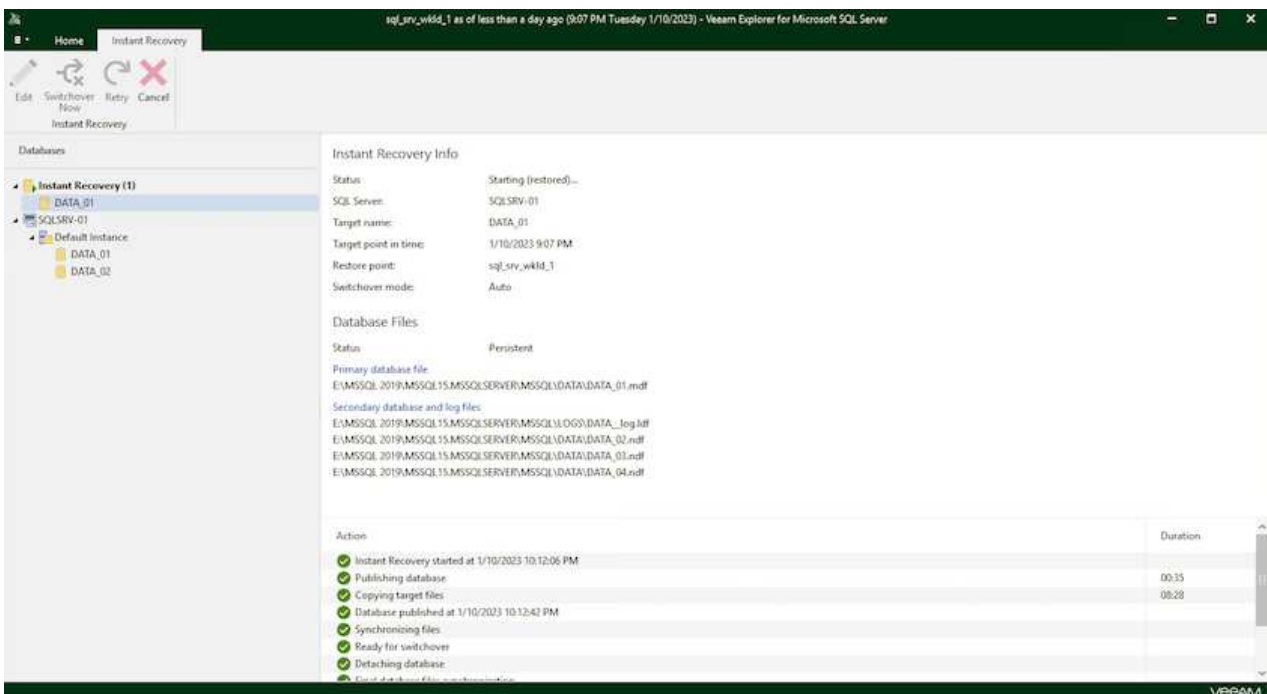 sql_srv_wkld_1 as of less than a day ago (9:07 PM Tuesday 1/10/2023) - Veeam Explorer for Microsoft SQL Server
Home Instant Recovery
Edit Switchover Now Retry Cancel
Instant Recovery
Databases
Instant Recovery (1)
DATA_01
SQLSRV-01
Default Instance
DATA_01
DATA_02
Instant Recovery Info
Status Starting (restored)...
SQL Server: SQLSRV-01
Target name: DATA_01
Target point in time: 1/10/2023 9:07 PM
Restore point: sql_srv_wkld_1
Switchover mode: Auto
Database Files
Status Persistent
Primary database file
E:\MSSQL 2019\MSSQL15.MSSQLSERVER\MSSQL\DATA\DATA_01.mdf
Secondary database and log files
E:\MSSQL 2019\MSSQL15.MSSQLSERVER\MSSQL\LOGS\DATA__log.ldf
E:\MSSQL 2019\MSSQL15.MSSQLSERVER\MSSQL\DATA\DATA_02.ndf
E:\MSSQL 2019\MSSQL15.MSSQLSERVER\MSSQL\DATA\DATA_03.ndf
E:\MSSQL 2019\MSSQL15.MSSQLSERVER\MSSQL\DATA\DATA_04.ndf
Action Duration
Instant Recovery started at 1/10/2023 10:12:06 PM
Publishing database 00:35
Copying target files 08:28
Database published at 1/10/2023 10:12:42 PM
Synchronizing files
Ready for switchover
Detaching database
Final database files synchronization
VEEAM